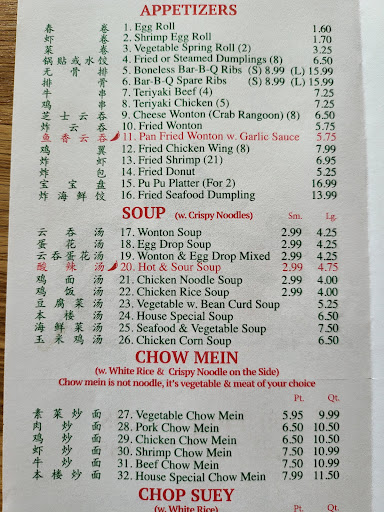 APPETIZERS
春 卷 1. Egg Roll 1.60
虾 卷 2. Shrimp Egg Roll 1.70
菜 卷 3. Vegetable Spring Roll (2) 3.25
锅 贴 或 水 饺 4. Fried or Steamed Dumplings (8) 6.50
无 骨 排 5. Boneless Bar-B-Q Ribs (S) 8.99 (L) 15.99
排 骨 6. Bar-B-Q Spare Ribs (S) 8.99 (L) 15.99
牛 串 7. Teriyaki Beef (4) 7.25
鸡 串 8. Teriyaki Chicken (5) 7.25
芝 士 云 吞 9. Cheese Wonton (Crab Rangoon) (8) 6.50
炸 云 吞 10. Fried Wonton 5.75
鱼 香 云 吞 11. Pan Fried Wonton w. Garlic Sauce 5.75
鸡 翼 12. Fried Chicken Wing (8) 7.99
炸 虾 13. Fried Shrimp (21) 6.95
炸 包 14. Fried Donut 5.25
宝 宝 盘 15. Pu Pu Platter (For 2) 16.99
炸 海 鲜 饺 16. Fried Seafood Dumpling 13.99
SOUP (w. Crispy Noodles) Sm. Lg.
云 吞 汤 17. Wonton Soup 2.99 4.25
蛋 花 汤 18. Egg Drop Soup 2.99 4.25
云吞蛋花汤 19. Wonton & Egg Drop Mixed 2.99 4.25
酸 辣 汤 20. Hot & Sour Soup 2.99 4.75
鸡 面 汤 21. Chicken Noodle Soup 2.99 4.00
鸡 饭 汤 22. Chicken Rice Soup 2.99 4.00
豆 腐 菜 汤 23. Vegetable w. Bean Curd Soup 5.25
本 楼 汤 24. House Special Soup 6.50
海 鲜 菜 汤 25. Seafood & Vegetable Soup 7.50
玉 米 鸡 汤 26. Chicken Corn Soup 6.50
CHOW MEIN
(w. White Rice & Crispy Noodle on the Side)
Chow mein is not noodle, it's vegetable & meat of your choice
Pt. Qt.
素 菜 炒 面 27. Vegetable Chow Mein 5.95 9.99
肉 炒 面 28. Pork Chow Mein 6.50 10.50
鸡 炒 面 29. Chicken Chow Mein 6.50 10.50
虾 炒 面 30. Shrimp Chow Mein 7.99 10.99
牛 炒 面 31. Beef Chow Mein 7.99 10.99
本 楼 炒 面 32. House Special Chow Mein 7.99 11.50
CHOP SUEY
(w. White Rice)
Pt. Qt.